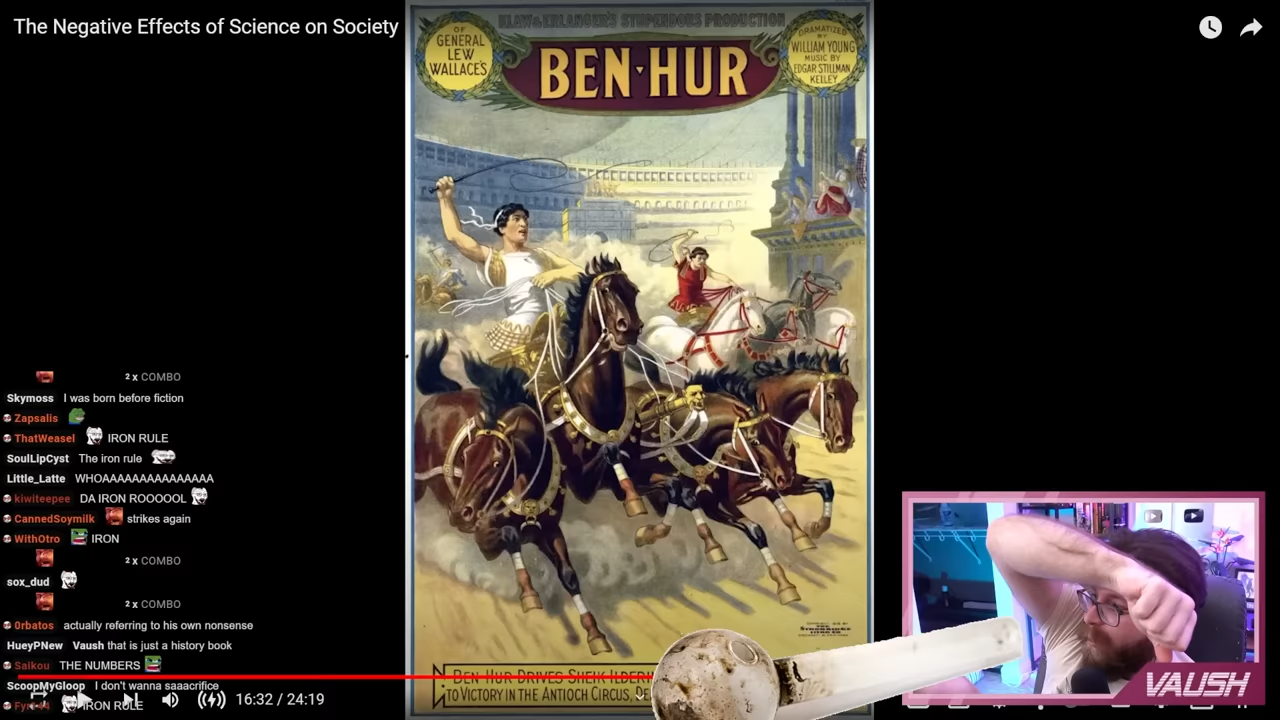 The Negative Effects of Science on Society
KLAW & ERLANGER'S STUPENDOUS PRODUCTION
OF
GENERAL
LEW
WALLACE'S
BEN·HUR
DRAMATIZED
BY
WILLIAM YOUNG
MUSIC BY
EDGAR STILLMAN
KELLEY
2 x COMBO
Skymoss I was born before fiction
Zapsalis
ThatWeasel IRON RULE
SoulLipCyst The iron rule
Little_Latte WHOAAAAAAAAAAAAAAA
kiwiteepee DA IRON ROOOOOL
CannedSoymilk strikes again
WithOtro IRON
2 x COMBO
sox_dud
2 x COMBO
0rbatos actually referring to his own nonsense
HueyPNew Vaush that is just a history book
Saikou THE NUMBERS
ScoopMyGloop I don't wanna saaacrifice
IRON RULE
16:32 / 24:19
BEN-HUR DRIVES SHEIK ILDERI
TO VICTORY IN THE ANTIOCH CIRCUS,
VAUSH